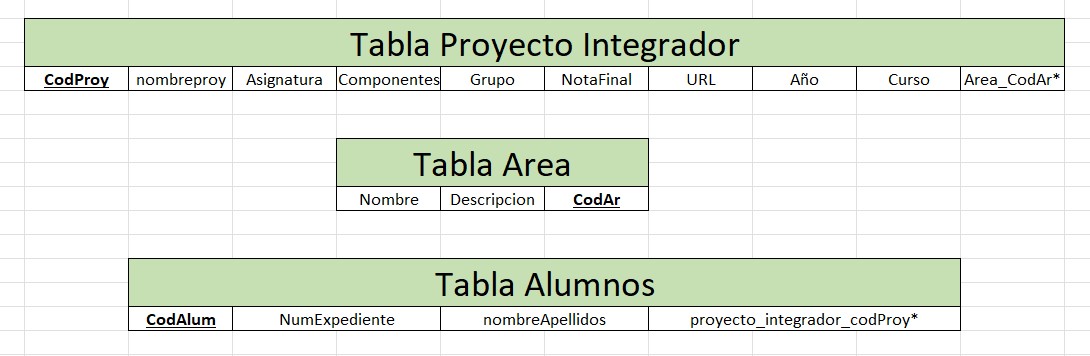 Tabla Proyecto Integrador
CodProy nombreproy Asignatura Componentes Grupo NotaFinal URL Año Curso Area_CodAr*
Tabla Area
Nombre Descripcion CodAr
Tabla Alumnos
CodAlum NumExpediente nombreApellidos proyecto_integrador_codProy*